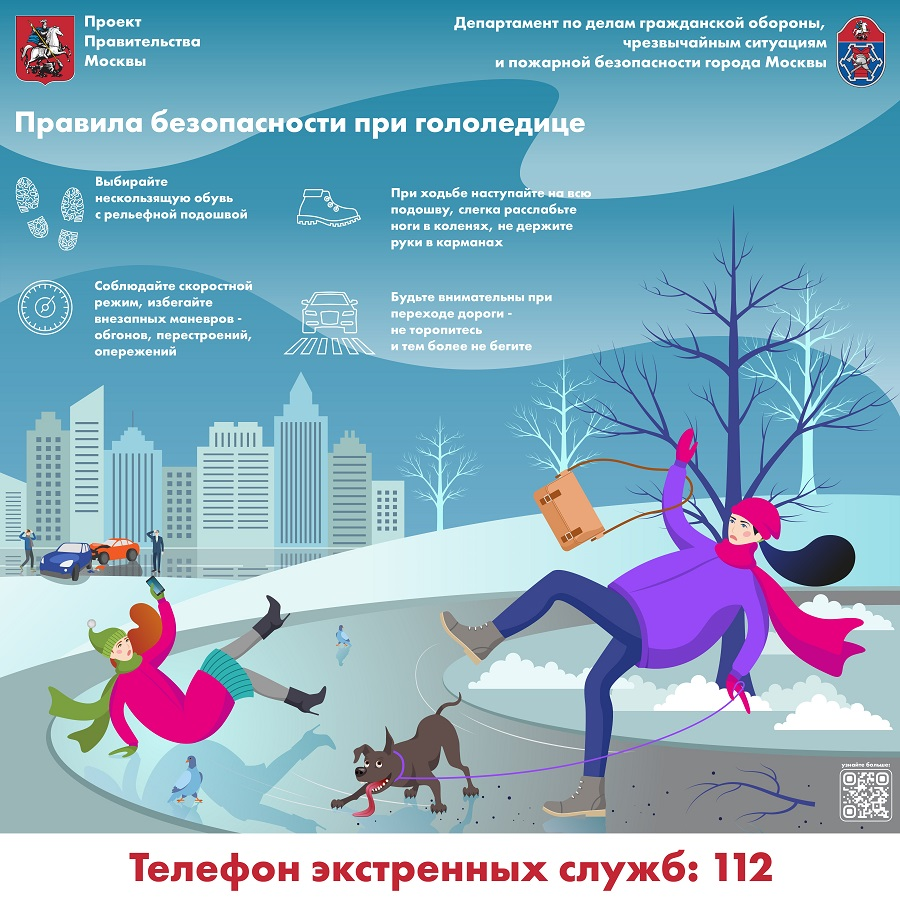 Проект
Правительства
Москвы
Департамент по делам гражданской обороны,
чрезвычайным ситуациям
и пожарной безопасности города Москвы
Правила безопасности при гололедице
Выбирайте
нескользящую обувь
с рельефной подошвой
При ходьбе наступайте на всю
подошву, слегка расслабьте
ноги в коленях, не держите
руки в карманах
Соблюдайте скоростной
режим, избегайте
внезапных маневров -
обгонов, перестроений,
опережений
Будьте внимательны при
переходе дороги -
не торопитесь
и тем более не бегите
узнайте больше:
Телефон экстренных служб: 112